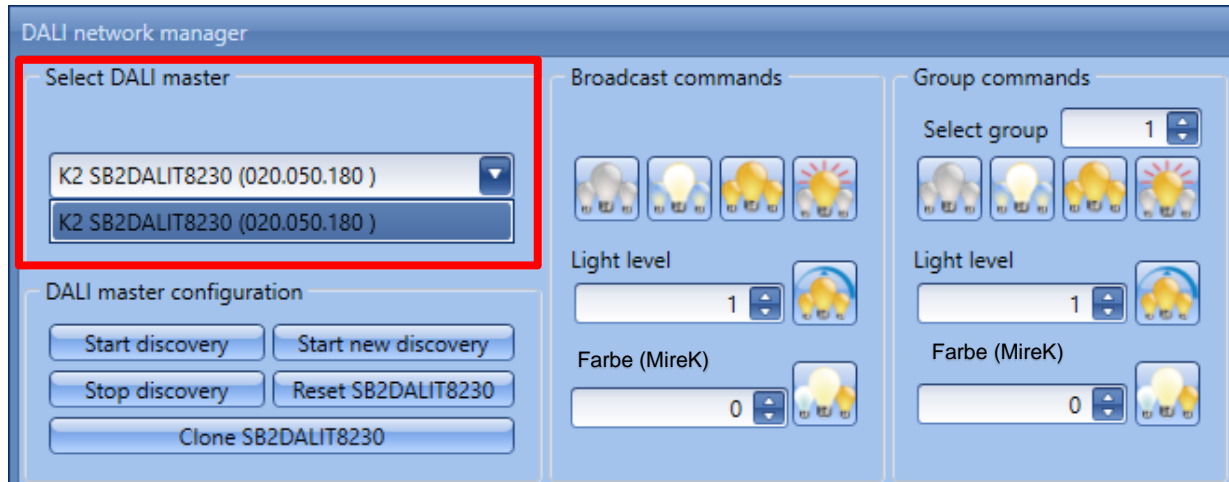 DALI network manager
Select DALI master
K2 SB2DALIT8230 (020.050.180 )
K2 SB2DALIT8230 (020.050.180 )
DALI master configuration
Start discovery
Start new discovery
Stop discovery
Reset SB2DALIT8230
Clone SB2DALIT8230
Broadcast commands
Light level
1
Farbe (MireK)
0
Group commands
Select group 1
Light level
1
Farbe (MireK)
0